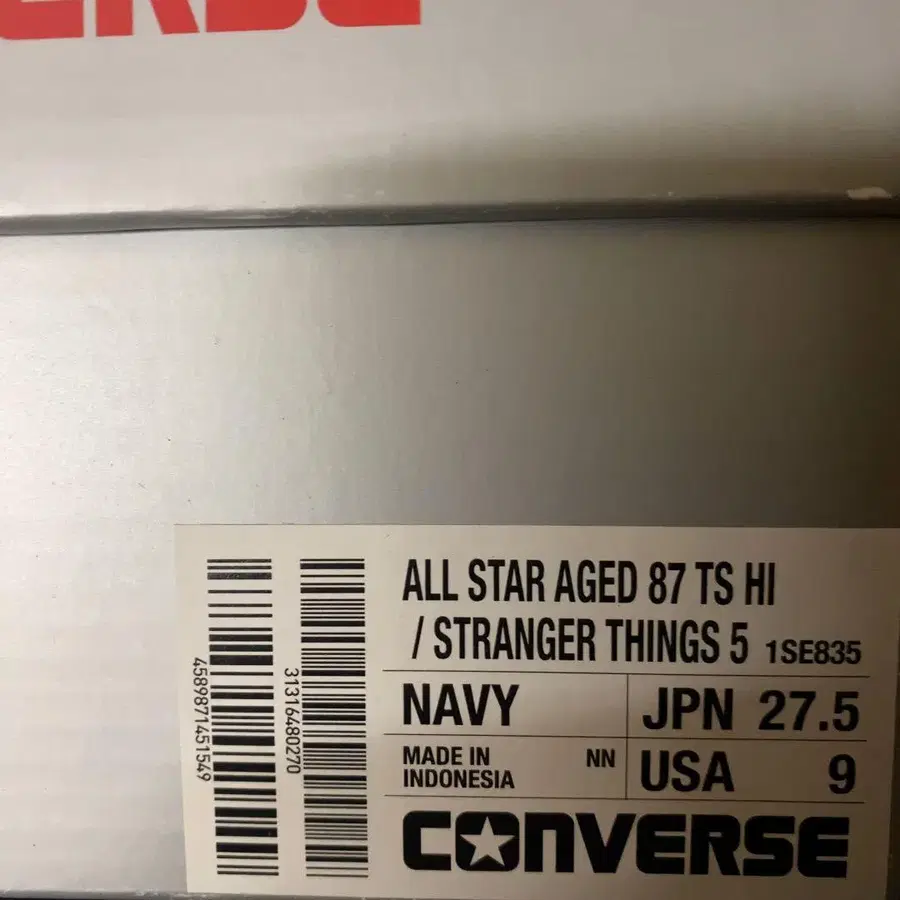 ALL STAR AGED 87 TS HI
/ STRANGER THINGS 5 1SE835
NAVY JPN 27.5
MADE IN INDONESIA NN USA 9
CONVERSE
4589871451549
31316480270